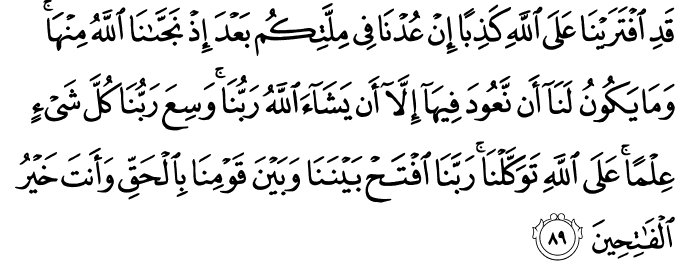 قَدِ ٱفْتَرَيْنَا عَلَى ٱللَّهِ كَذِبًا إِنْ عُدْنَا فِى مِلَّتِكُم بَعْدَ إِذْ نَجَّىٰنَا ٱللَّهُ مِنْهَا ۚ
وَمَا يَكُونُ لَنَآ أَن نَّعُودَ فِيهَآ إِلَّآ أَن يَشَآءَ ٱللَّهُ رَبُّنَا ۚ وَسِعَ رَبُّنَا كُلَّ شَىْءٍ
عِلْمًا ۚ عَلَى ٱللَّهِ تَوَكَّلْنَا ۚ رَبَّنَا ٱفْتَحْ بَيْنَنَا وَبَيْنَ قَوْمِنَا بِٱلْحَقِّ وَأَنتَ خَيْرُ
ٱلْفَٰتِحِينَ ٨٩